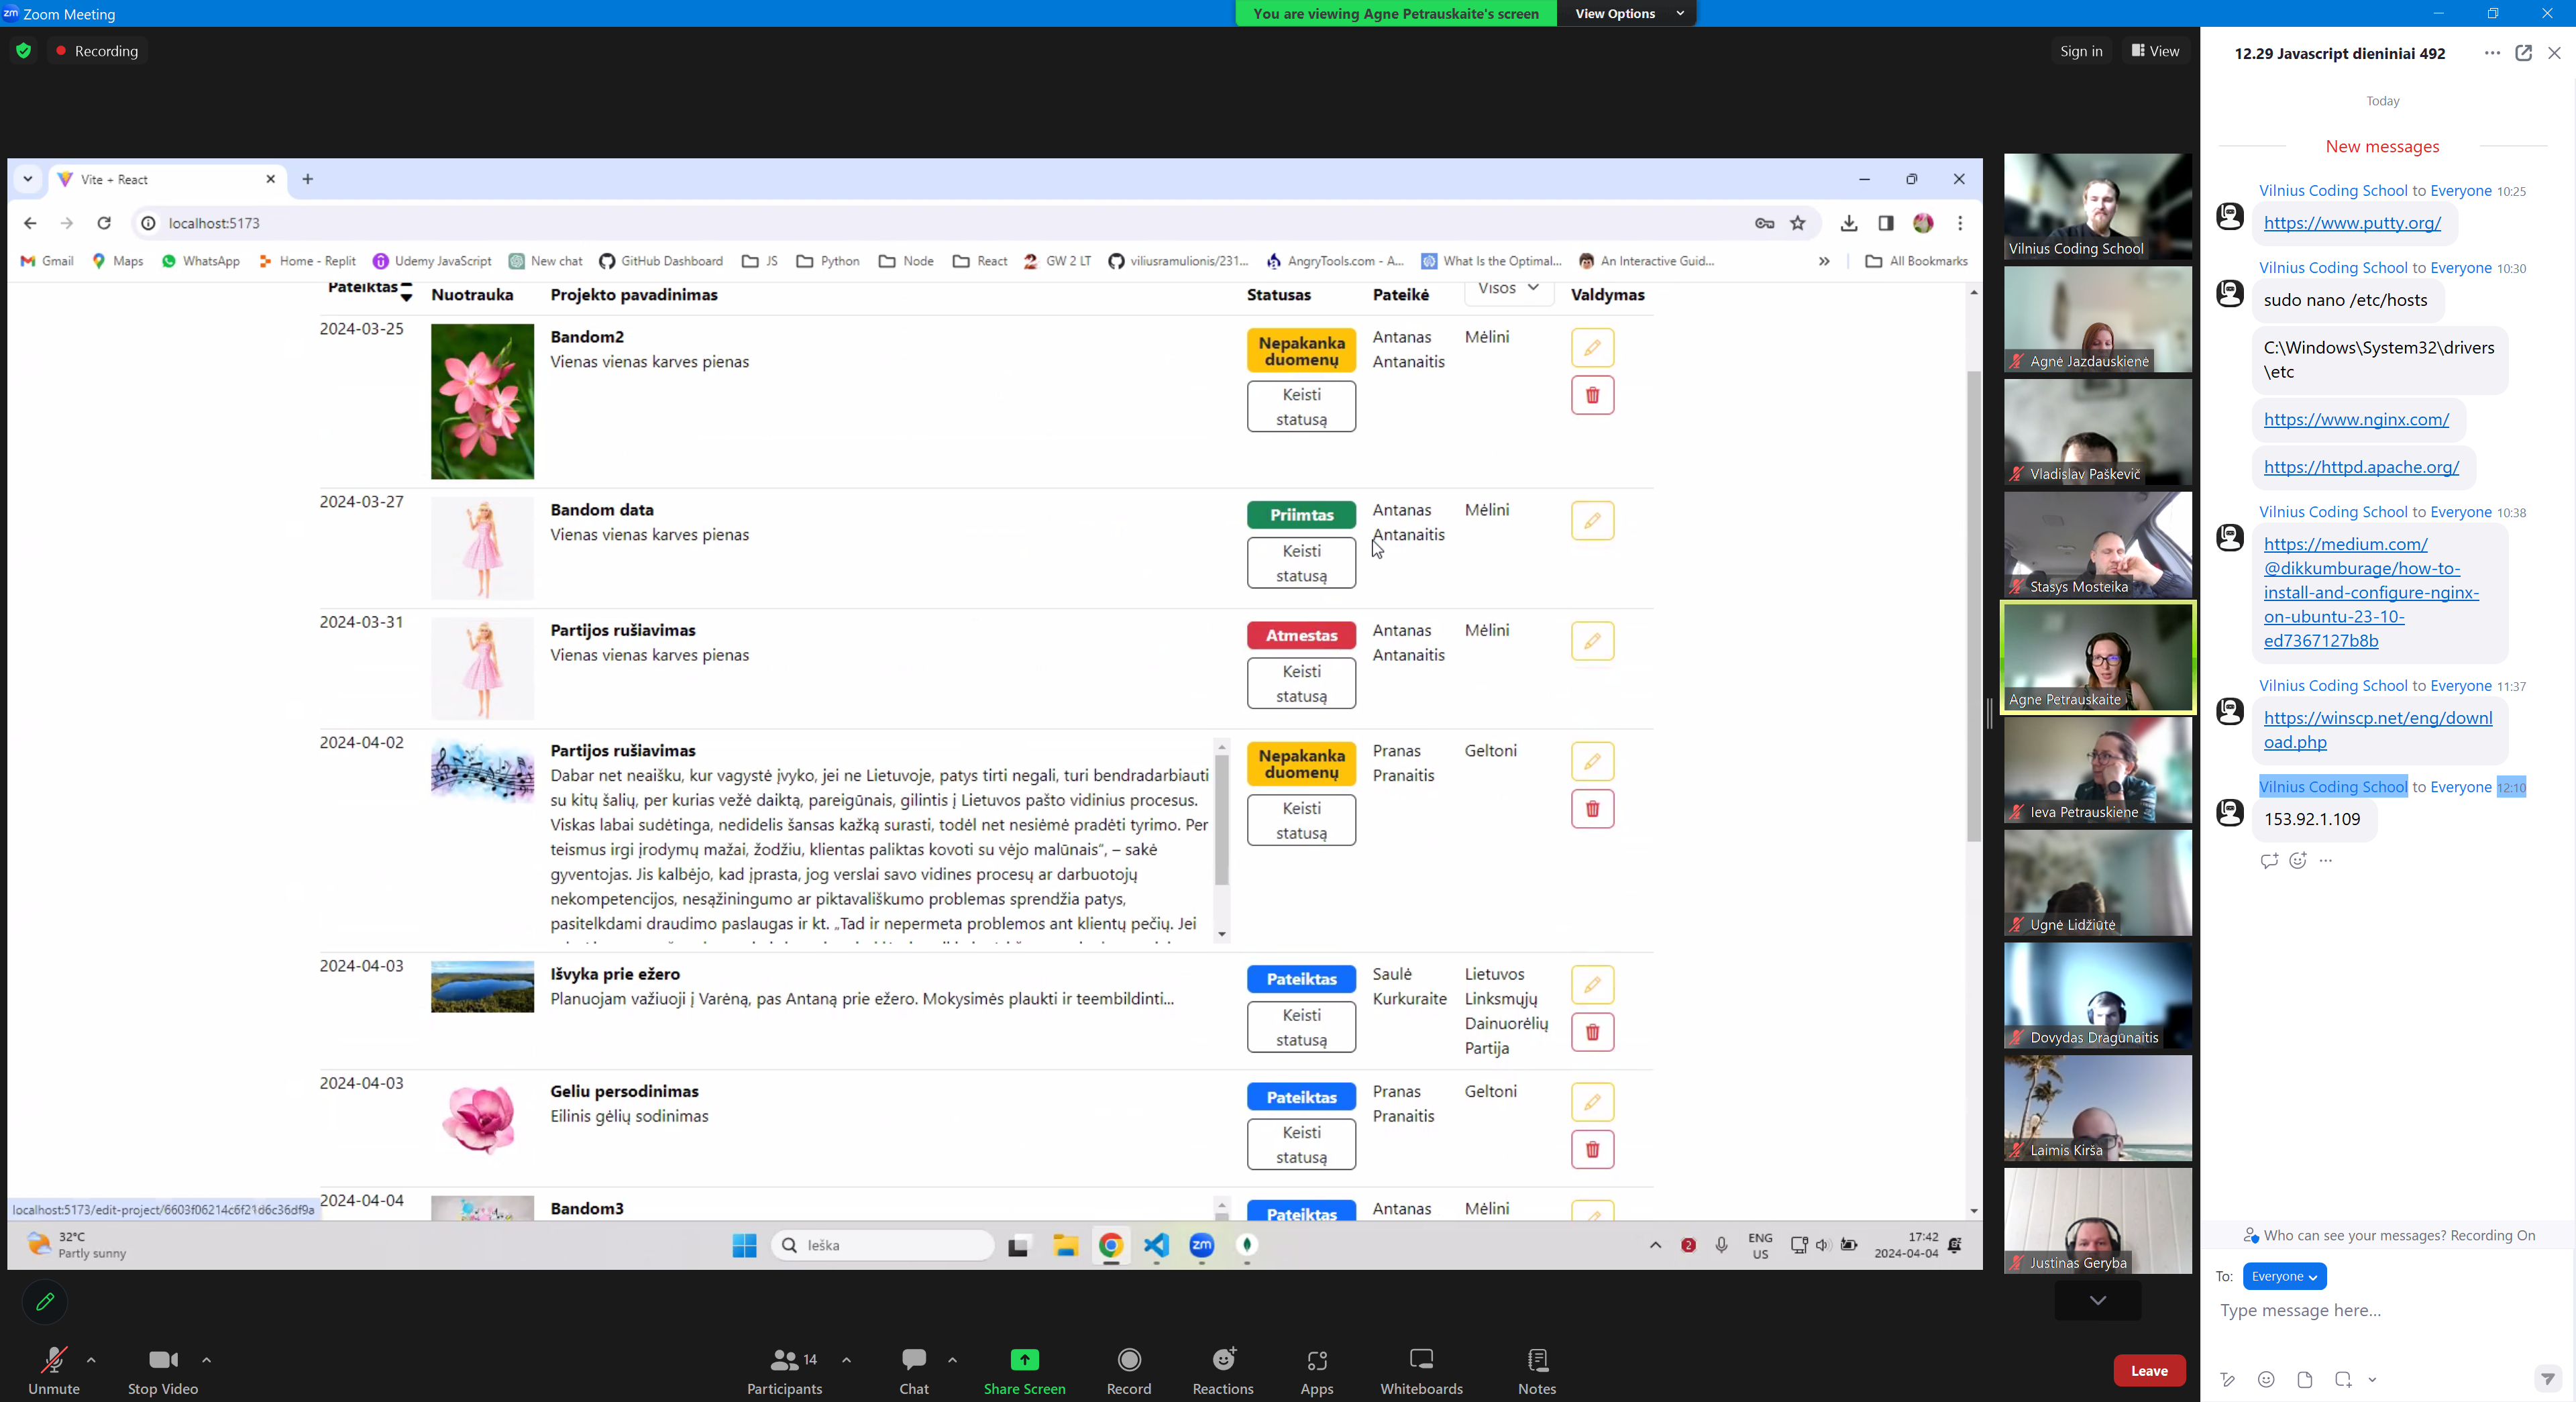 Zoom Meeting
You are viewing Agne Petrauskaite's screen
View Options
Recording
Sign in
View
Vite + React
localhost:5173
Gmail
Maps
WhatsApp
Home - Replit
Udemy JavaScript
New chat
GitHub Dashboard
JS
Python
Node
React
GW 2 LT
viliusramulionis/231...
AngryTools.com - A...
What Is the Optimal...
An Interactive Guid...
All Bookmarks
Pateiktas
Nuotrauka
Projekto pavadinimas
Statusas
Pateikė
Visos
Valdymas
2024-03-25
Bandom2
Vienas vienas karves pienas
Nepakanka
duomenų
Keisti
statusą
Antanas
Antanaitis
Mėlini
2024-03-27
Bandom data
Vienas vienas karves pienas
Priimtas
Keisti
statusą
Antanas
Antanaitis
Mėlini
2024-03-31
Partijos rušiavimas
Vienas vienas karves pienas
Atmestas
Keisti
statusą
Antanas
Antanaitis
Mėlini
2024-04-02
Partijos rušiavimas
Dabar net neaišku, kur vagystė įvyko, jei ne Lietuvoje, patys tirti negali, turi bendradarbiauti
su kitų šalių, per kurias vežė daiktą, pareigūnais, gilintis į Lietuvos pašto vidinius procesus.
Viskas labai sudėtinga, nedidelis šansas kažką surasti, todėl net nesiėmė pradėti tyrimo. Per
teismus irgi įrodymų mažai, žodžiu, klientas paliktas kovoti su vėjo malūnais“, – sakė
gyventojas. Jis kalbėjo, kad įprasta, jog verslai savo vidines procesų ar darbuotojų
nekompetencijos, nesąžiningumo ar piktavališkumo problemas sprendžia patys,
pasitelkdami draudimo paslaugas ir kt. „Tad ir nepermeta problemos ant klientų pečių. Jei
Nepakanka
duomenų
Keisti
statusą
Pranas
Pranaitis
Geltoni
2024-04-03
Išvyka prie ežero
Planuojam važiuoji į Varėną, pas Antaną prie ežero. Mokysimės plaukti ir teembildinti...
Pateiktas
Keisti
statusą
Saulė
Kurkuraite
Lietuvos
Linksmųjų
Dainuorėlių
Partija
2024-04-03
Geliu persodinimas
Eilinis gėlių sodinimas
Pateiktas
Keisti
statusą
Pranas
Pranaitis
Geltoni
2024-04-04
Bandom3
Pateiktas
Antanas
Mėlini
localhost:5173/edit-project/6603f06214c6f21d6c36df9a
32°C
Partly sunny
Ieška
zm
2
ENG
US
17:42
2024-04-04
Vilnius Coding School
Agnė Jazdauskienė
Vladislav Paškevič
Stasys Mosteika
Agne Petrauskaite
Ieva Petrauskiene
Ugnė Lidžiūtė
Dovydas Dragūnaitis
Laimis Kirša
Justinas Geryba
Unmute
Stop Video
14
Participants
Chat
Share Screen
Record
Reactions
Apps
Whiteboards
Notes
Leave
12.29 Javascript dieniniai 492
Today
New messages
Vilnius Coding School to Everyone 10:25
https://www.putty.org/
Vilnius Coding School to Everyone 10:30
sudo nano /etc/hosts
C:\Windows\System32\drivers
\etc
https://www.nginx.com/
https://httpd.apache.org/
Vilnius Coding School to Everyone 10:38
https://medium.com/
@dikkumburage/how-to-
install-and-configure-nginx-
on-ubuntu-23-10-
ed7367127b8b
Vilnius Coding School to Everyone 11:37
https://winscp.net/eng/downl
oad.php
Vilnius Coding School to Everyone 12:10
153.92.1.109
Who can see your messages? Recording On
To:
Everyone
Type message here...